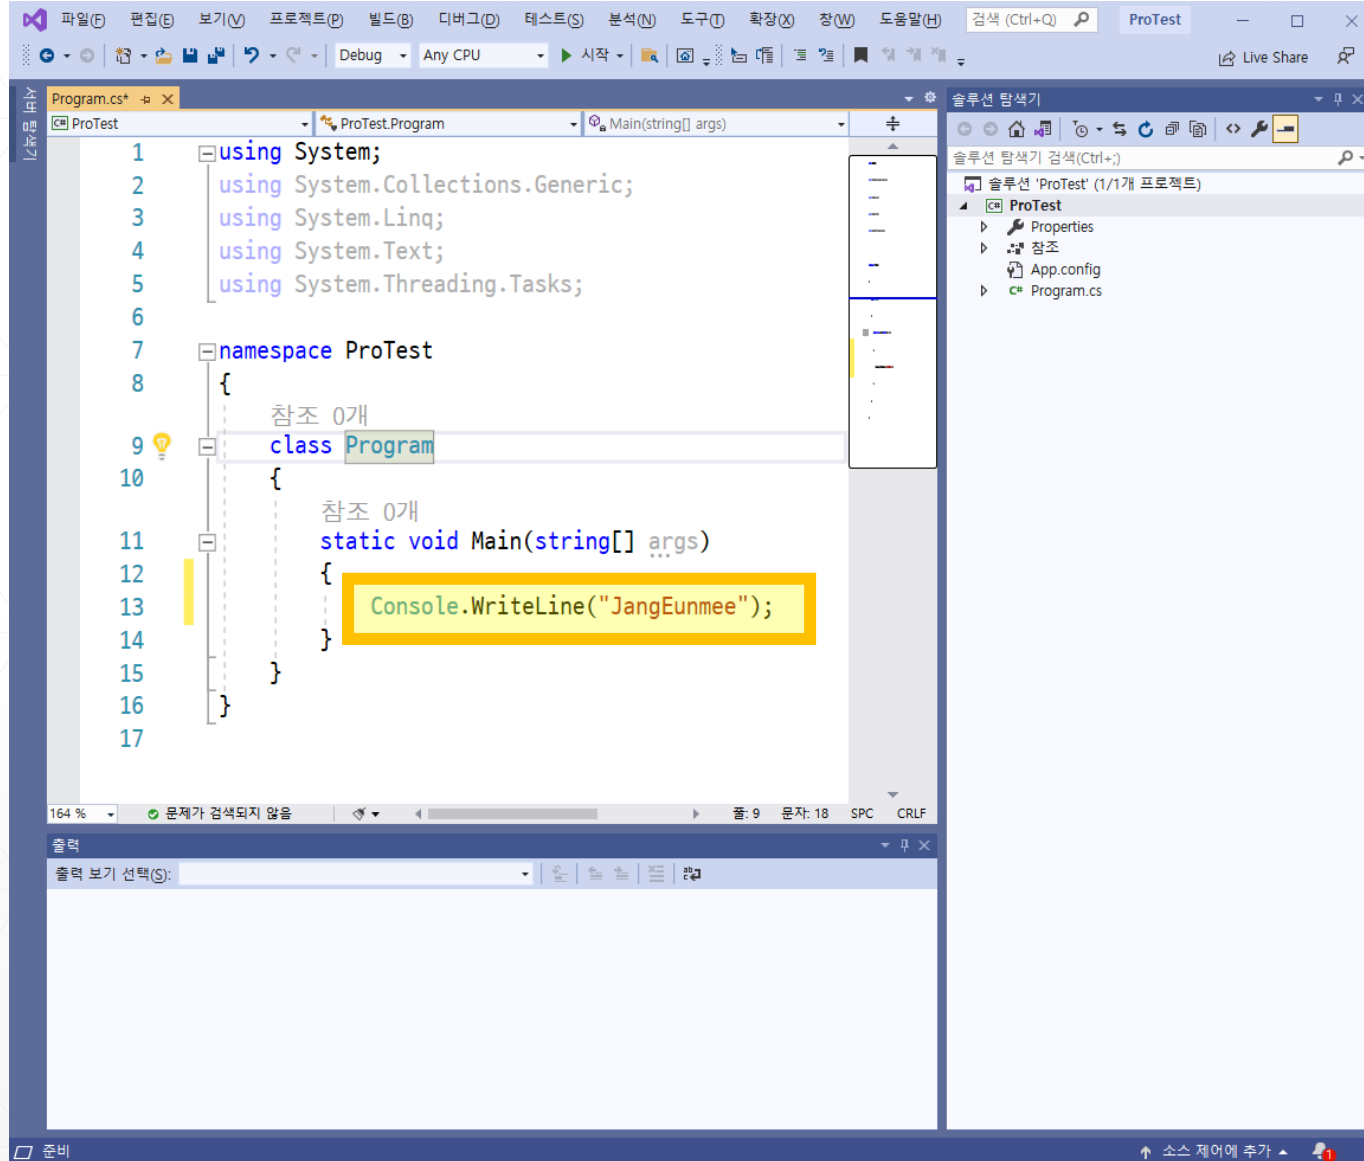 파일(F) 편집(E) 보기(V) 프로젝트(P) 빌드(B) 디버그(D) 테스트(S) 분석(N) 도구(T) 확장(X) 창(W) 도움말(H) 검색 (Ctrl+Q) ProTest
Debug Any CPU 시작 Live Share
서버 탐색기
Program.cs*
ProTest ProTest.Program Main(string[] args)
1 using System;
2 using System.Collections.Generic;
3 using System.Linq;
4 using System.Text;
5 using System.Threading.Tasks;
6
7 namespace ProTest
8 {
참조 0개
9 class Program
10 {
참조 0개
11 static void Main(string[] args)
12 {
13 Console.WriteLine("JangEunmee");
14 }
15 }
16 }
17
164 % 문제가 검색되지 않음 줄: 9 문자: 18 SPC CRLF
출력
출력 보기 선택(S):
솔루션 탐색기
솔루션 탐색기 검색(Ctrl+;)
솔루션 'ProTest' (1/1개 프로젝트)
C# ProTest
Properties
참조
App.config
C# Program.cs
준비 소스 제어에 추가 1